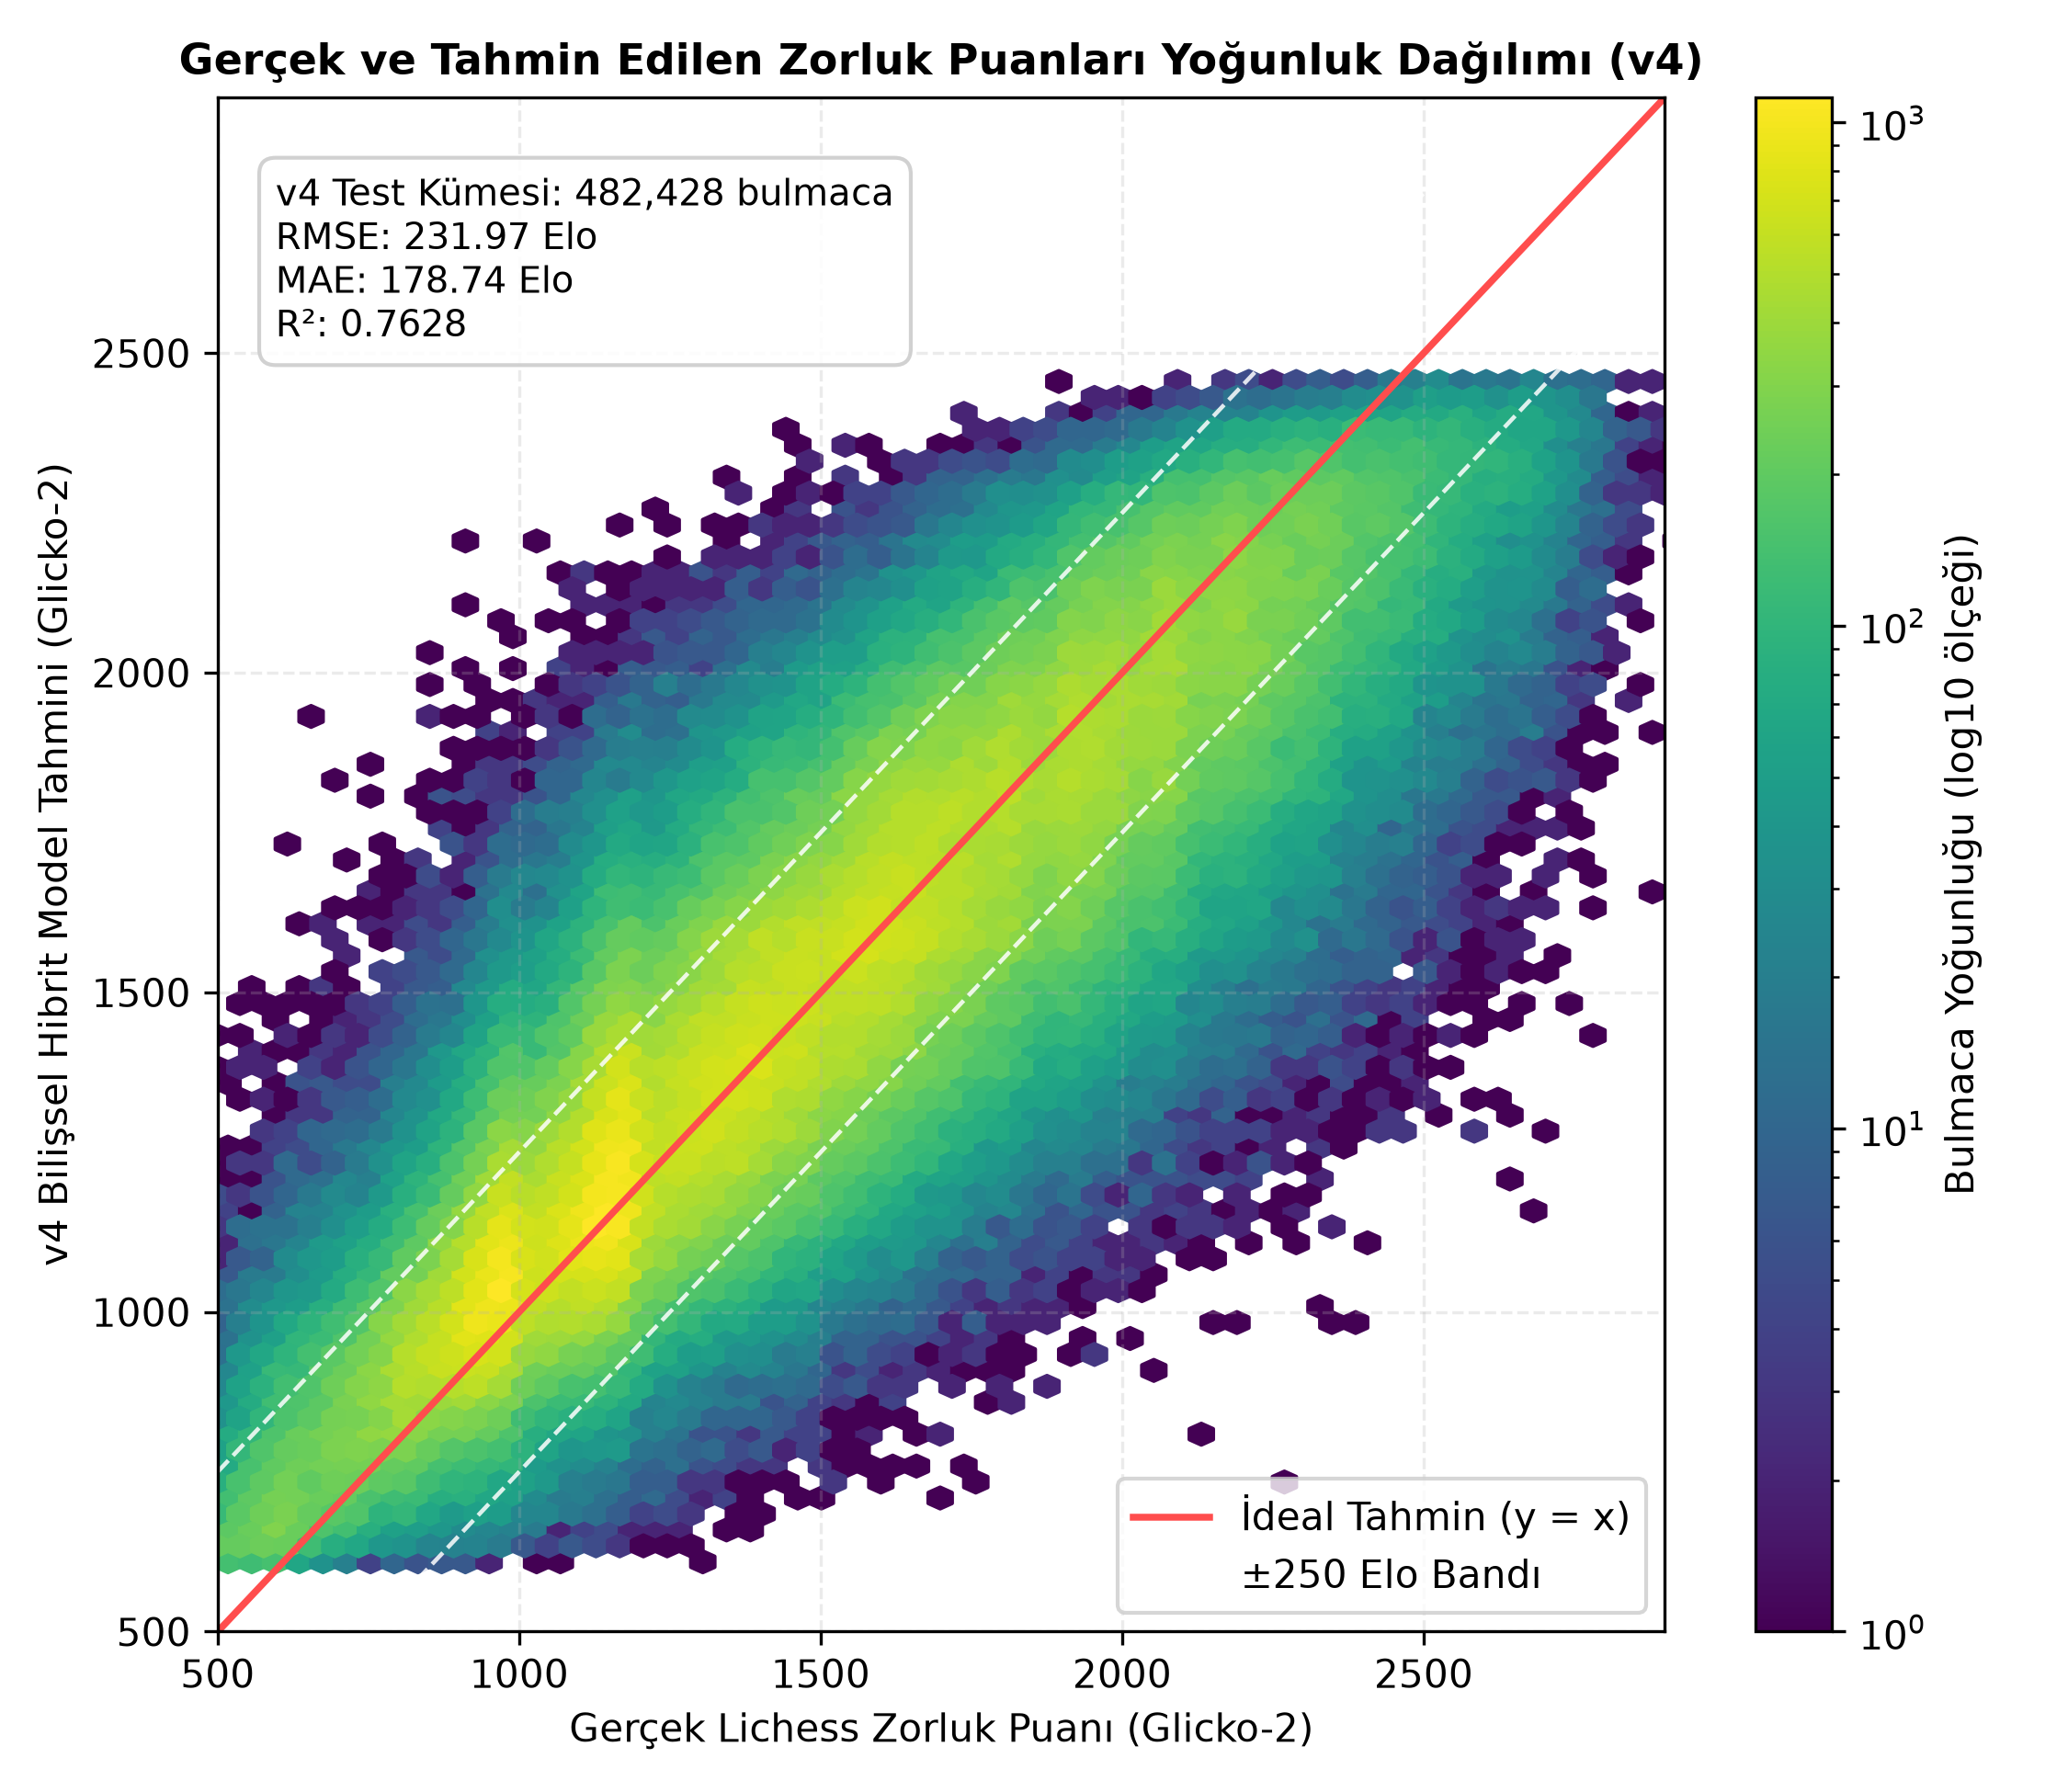 Gerçek ve Tahmin Edilen Zorluk Puanları Yoğunluk Dağılımı (v4)
v4 Test Kümesi: 482,428 bulmaca
RMSE: 231.97 Elo
MAE: 178.74 Elo
R²: 0.7628
v4 Bilişsel Hibrit Model Tahmini (Glicko-2)
2500
2000
1500
1000
500
500
1000
1500
2000
2500
Gerçek Lichess Zorluk Puanı (Glicko-2)
İdeal Tahmin (y = x)
±250 Elo Bandı
10³
10²
10¹
10⁰
Bulmaca Yoğunluğu (log10 ölçeği)